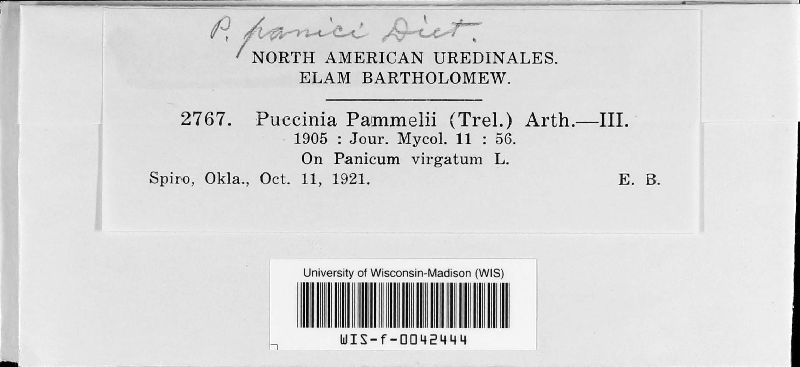 P. panici Diet.
NORTH AMERICAN UREDINALES.
ELAM BARTHOLOMEW.
2767. Puccinia Pammelii (Trel.) Arth.—III.
1905 : Jour. Mycol. 11 : 56.
On Panicum virgatum L.
Spiro, Okla., Oct. 11, 1921. E. B.
University of Wisconsin-Madison (WIS)
WIS-f-0042444